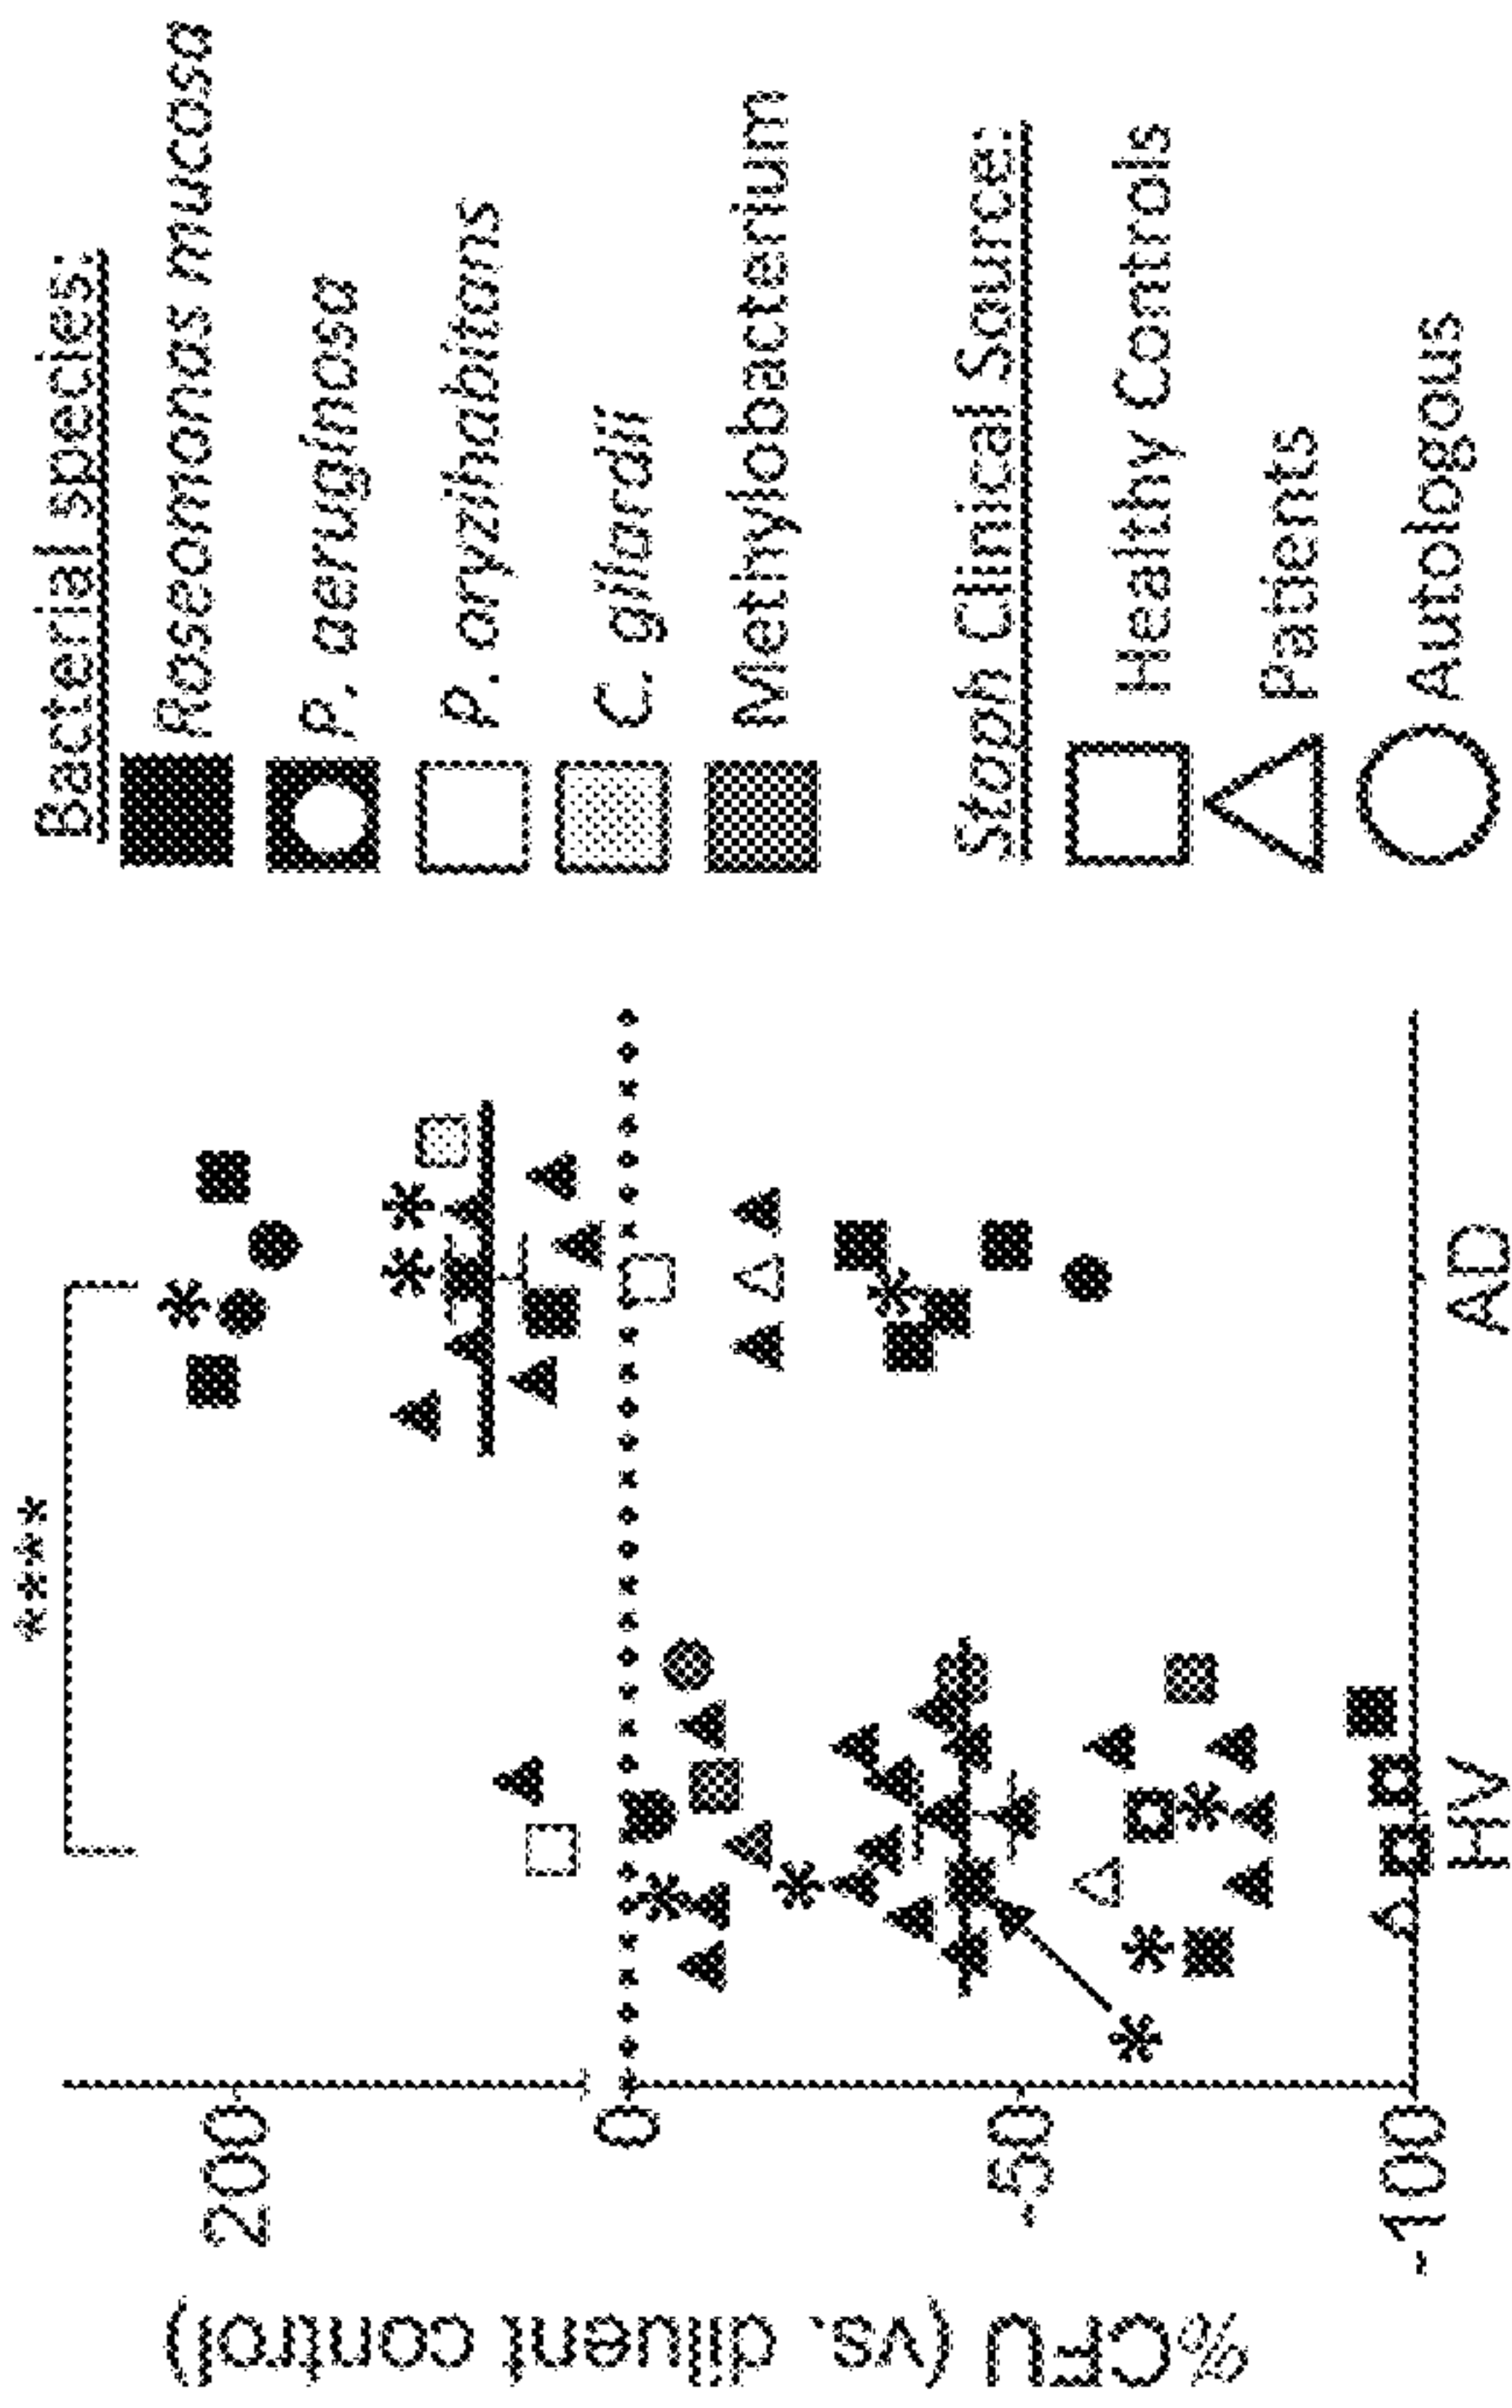 %CFU (vs. diluent control)
200
0
-50
-100
****
HV
AD
Bacterial species:
Roseomonas mucosa
P. aeruginosa
P. oryzihabitans
C. gilardii
Methylobacterium
Staph Clinical Source:
Healthy Controls
Patients
Autologous